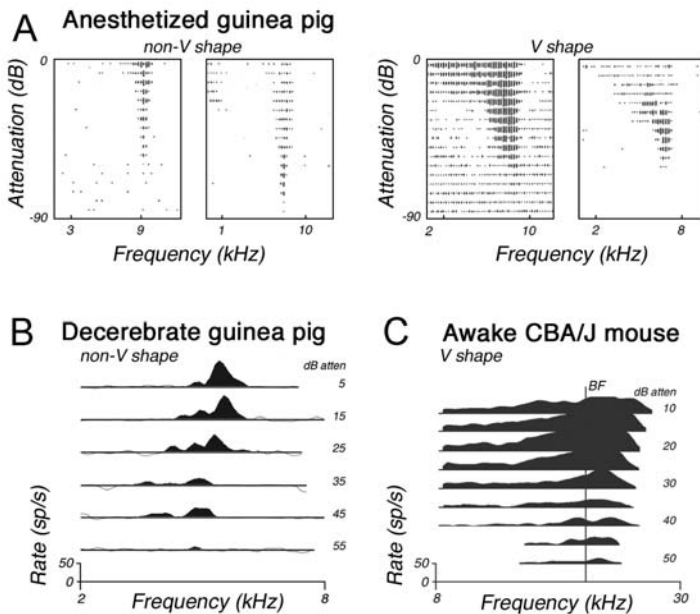 A Anesthetized guinea pig
non-V shape
V shape
Attenuation (dB)
0
-90
3 9
1 10
Frequency (kHz)
Attenuation (dB)
0
-90
2 10
2 8
Frequency (kHz)
B Decerebrate guinea pig
non-V shape
dB atten
5
15
25
35
45
55
Rate (sp/s)
50
0
2 8
Frequency (kHz)
C Awake CBA/J mouse
V shape
BF
dB atten
10
20
30
40
50
Rate (sp/s)
50
0
8 30
Frequency (kHz)